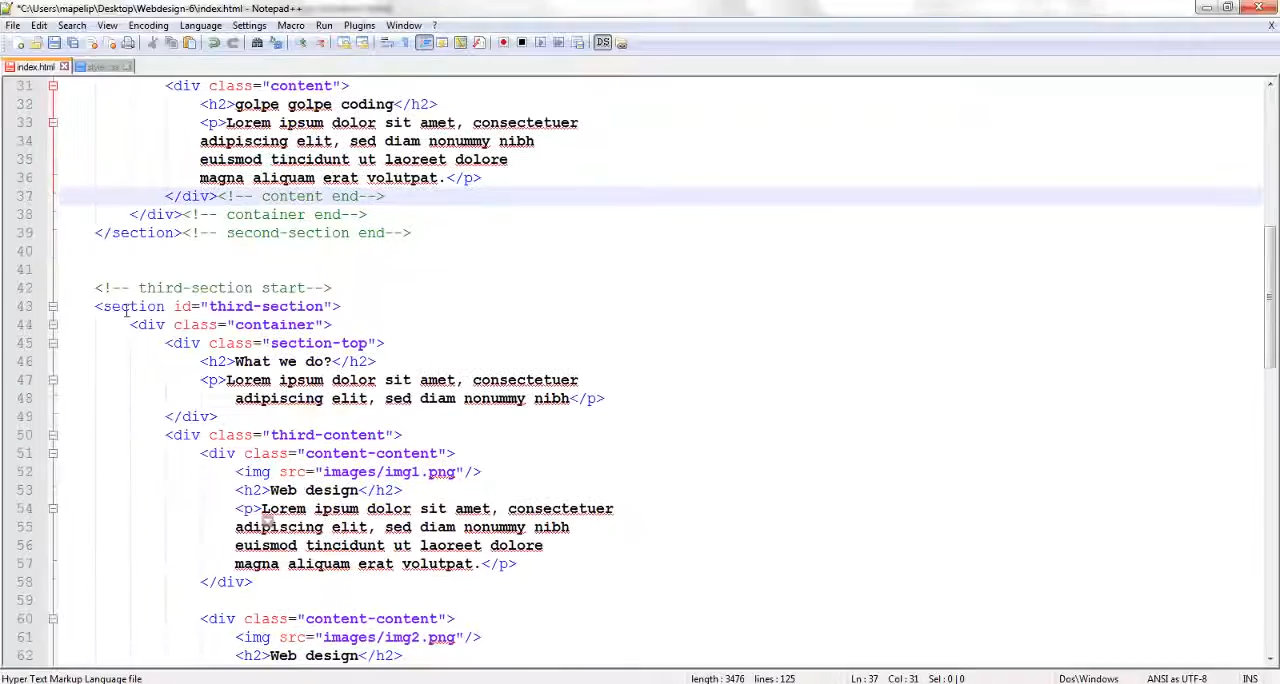 *C:\Users\mapelip\Desktop\Webdesign-6\index.html - Notepad++
File Edit Search View Encoding Language Settings Macro Run Plugins Window ? X
index.html style.css
31 <div class="content">
32 <h2>golpe golpe coding</h2>
33 <p>Lorem ipsum dolor sit amet, consectetuer
34 adipiscing elit, sed diam nonummy nibh
35 euismod tincidunt ut laoreet dolore
36 magna aliquam erat volutpat.</p>
37 </div><!-- content end-->
38 </div><!-- container end-->
39 </section><!-- second-section end-->
40
41
42 <!-- third-section start-->
43 <section id="third-section">
44 <div class="container">
45 <div class="section-top">
46 <h2>What we do?</h2>
47 <p>Lorem ipsum dolor sit amet, consectetuer
48 adipiscing elit, sed diam nonummy nibh</p>
49 </div>
50 <div class="third-content">
51 <div class="content-content">
52 <img src="images/img1.png"/>
53 <h2>Web design</h2>
54 <p>Lorem ipsum dolor sit amet, consectetuer
55 adipiscing elit, sed diam nonummy nibh
56 euismod tincidunt ut laoreet dolore
57 magna aliquam erat volutpat.</p>
58 </div>
59
60 <div class="content-content">
61 <img src="images/img2.png"/>
62 <h2>Web design</h2>
Hyper Text Markup Language file length : 3476 lines : 125 Ln : 37 Col : 31 Sel : 0 | 0 Dos\Windows ANSI as UTF-8 INS